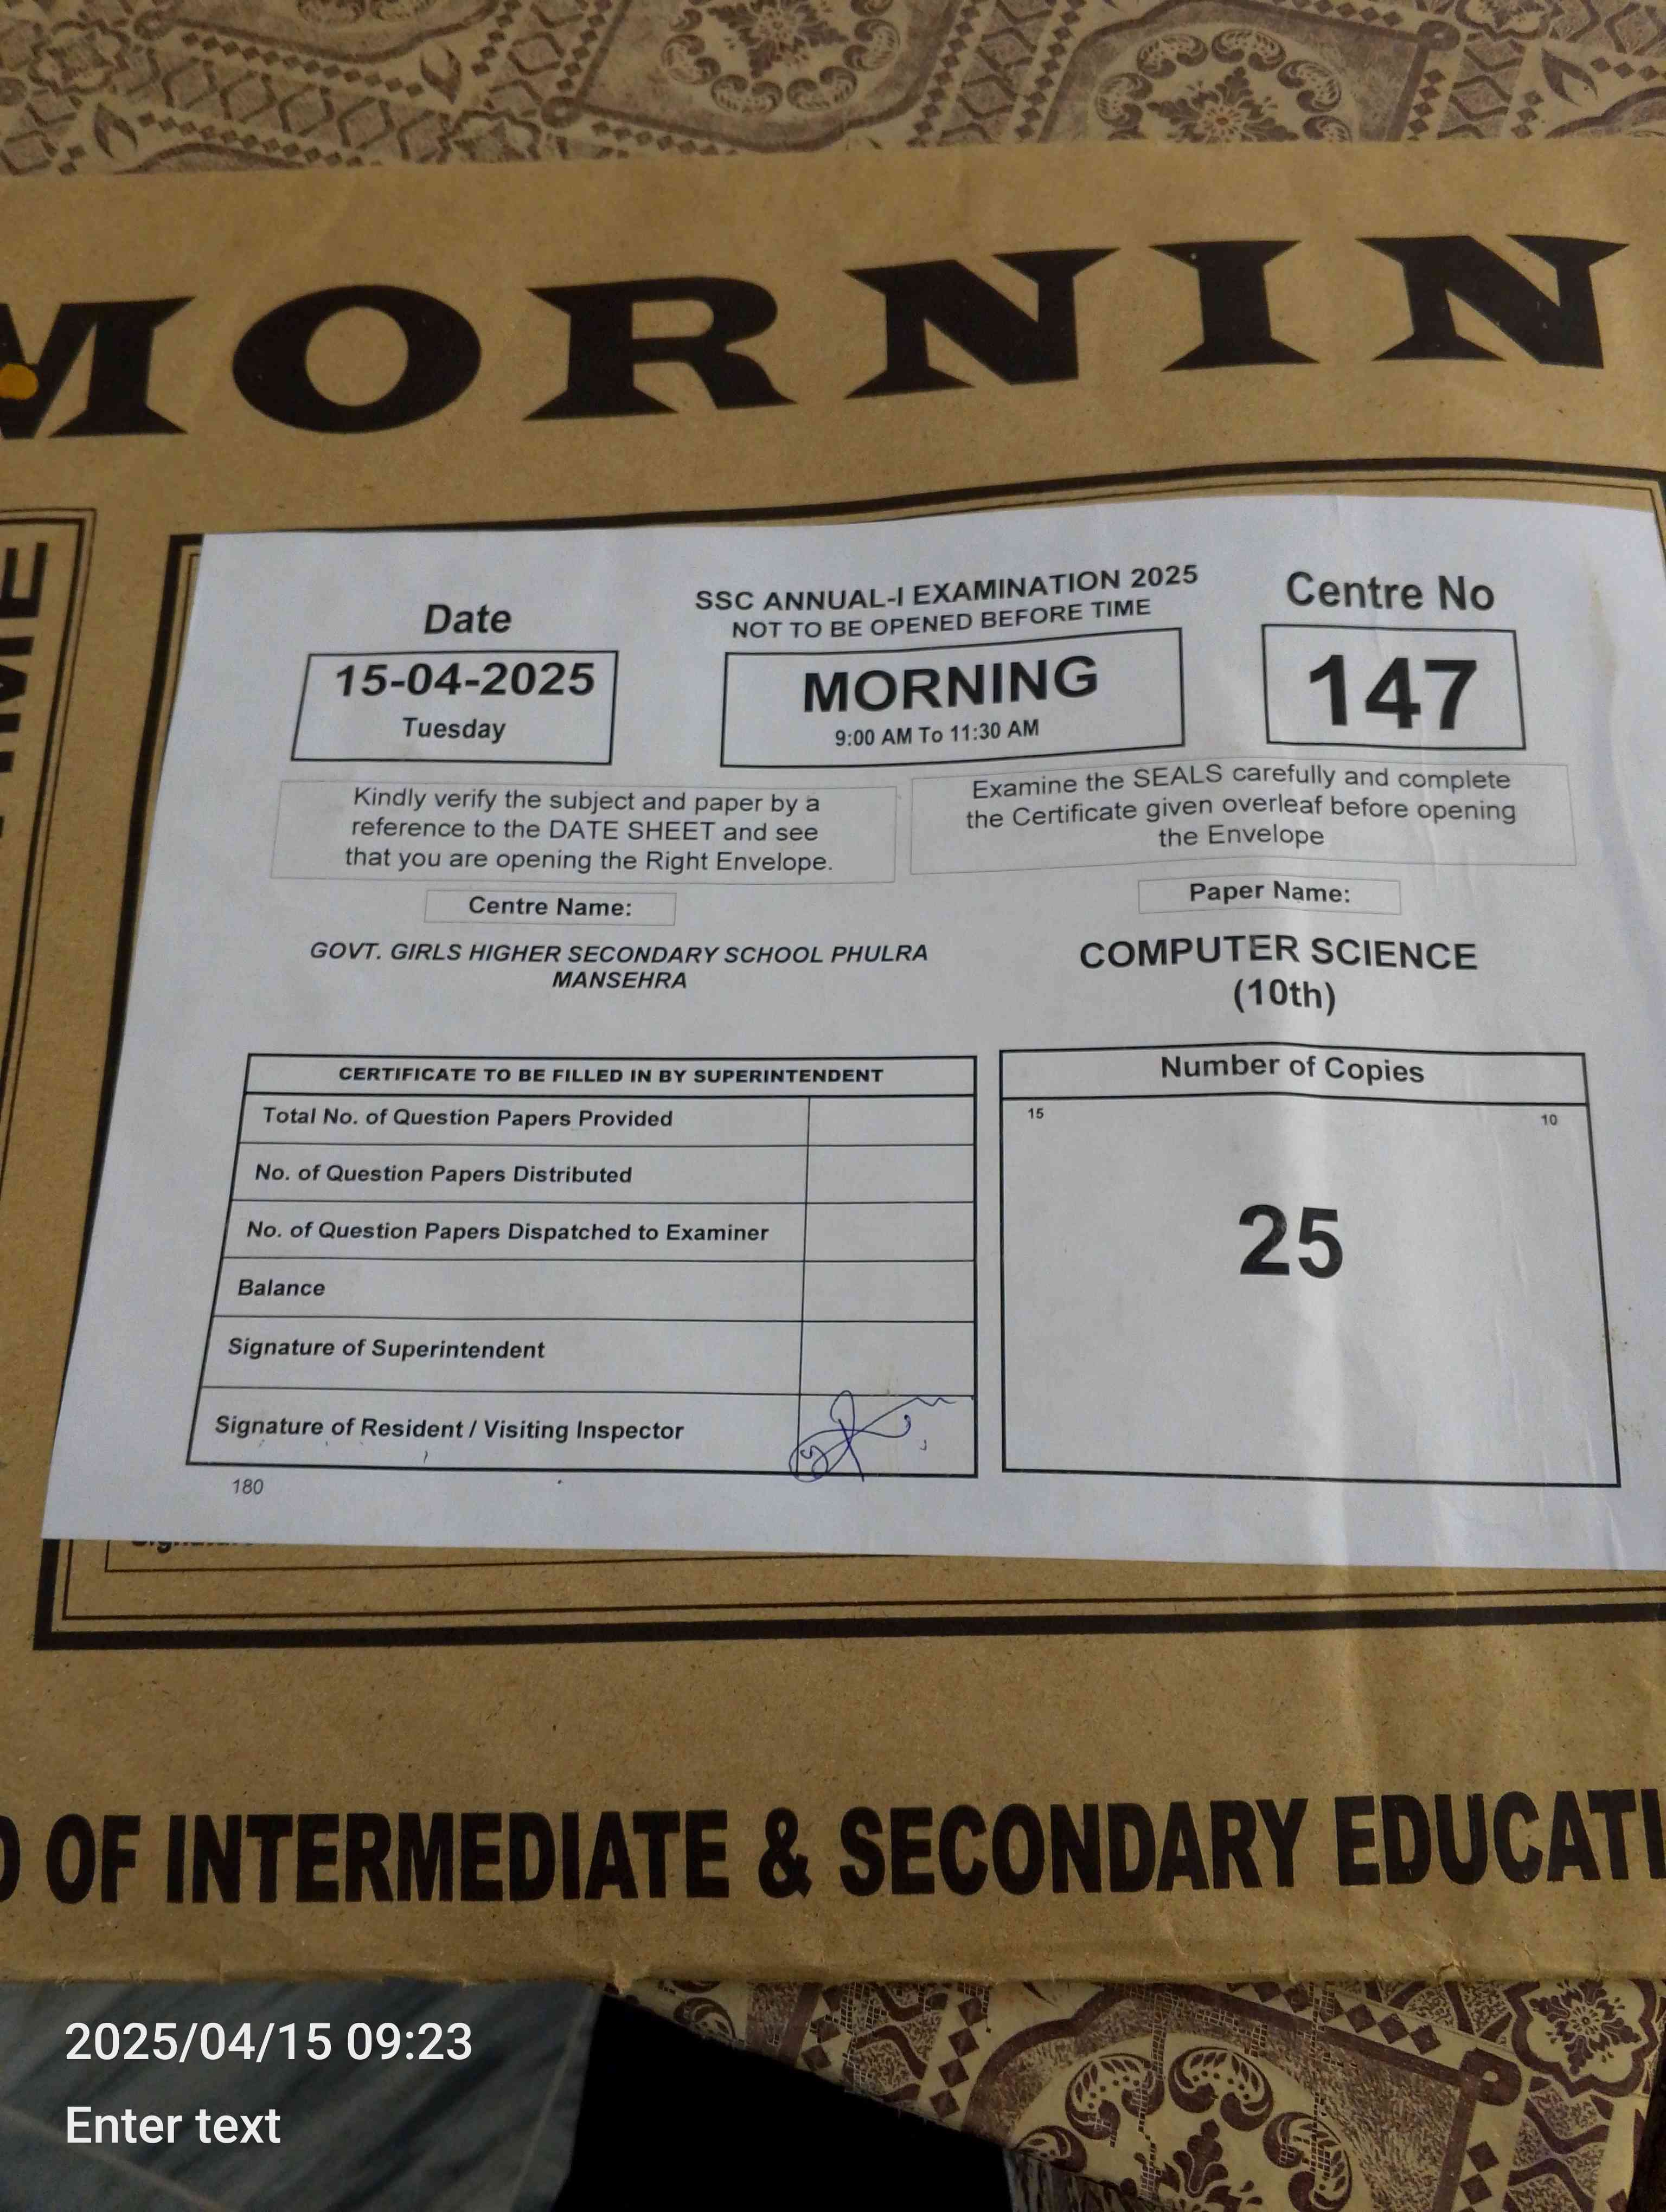 MORNIN
TIME
Date
15-04-2025
Tuesday
SSC ANNUAL-I EXAMINATION 2025
NOT TO BE OPENED BEFORE TIME
MORNING
9:00 AM To 11:30 AM
Centre No
147
Kindly verify the subject and paper by a
reference to the DATE SHEET and see
that you are opening the Right Envelope.
Examine the SEALS carefully and complete
the Certificate given overleaf before opening
the Envelope
Centre Name:
GOVT. GIRLS HIGHER SECONDARY SCHOOL PHULRA
MANSEHRA
Paper Name:
COMPUTER SCIENCE
(10th)
CERTIFICATE TO BE FILLED IN BY SUPERINTENDENT
Total No. of Question Papers Provided
No. of Question Papers Distributed
No. of Question Papers Dispatched to Examiner
Balance
Signature of Superintendent
Signature of Resident / Visiting Inspector
180
Number of Copies
15 10
25
D OF INTERMEDIATE & SECONDARY EDUCATI
2025/04/15 09:23
Enter text